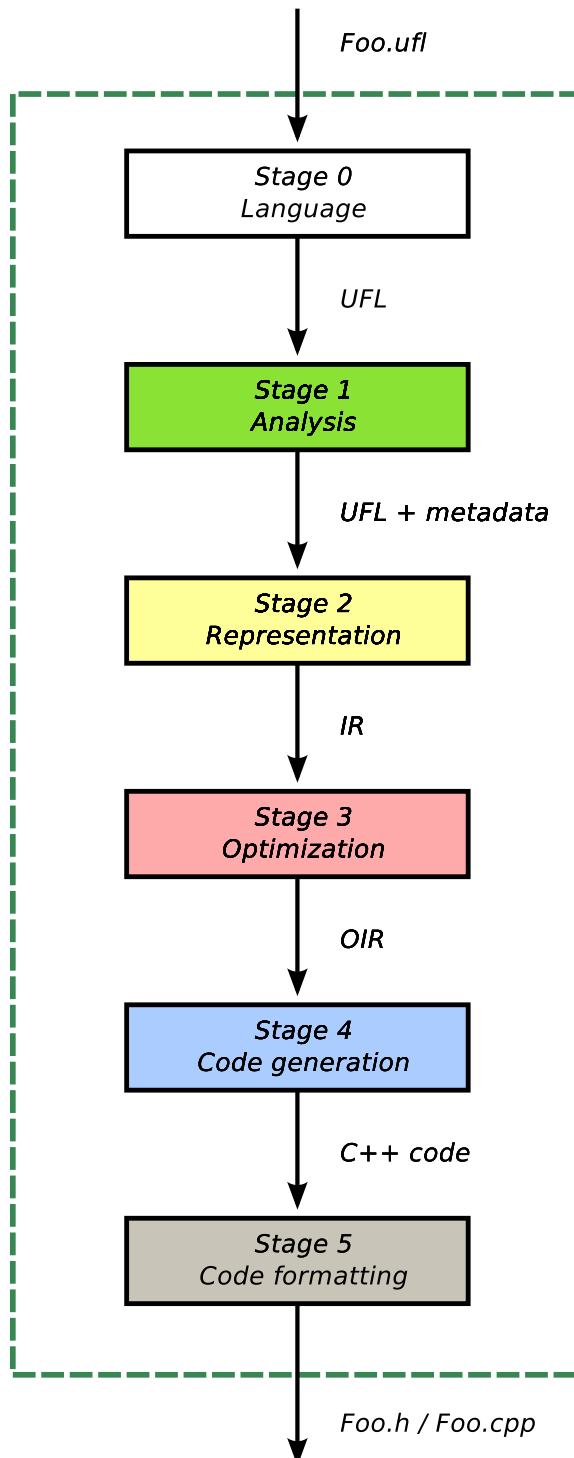 Foo.ufl
Stage 0
Language
UFL
Stage 1
Analysis
UFL + metadata
Stage 2
Representation
IR
Stage 3
Optimization
OIR
Stage 4
Code generation
C++ code
Stage 5
Code formatting
Foo.h / Foo.cpp